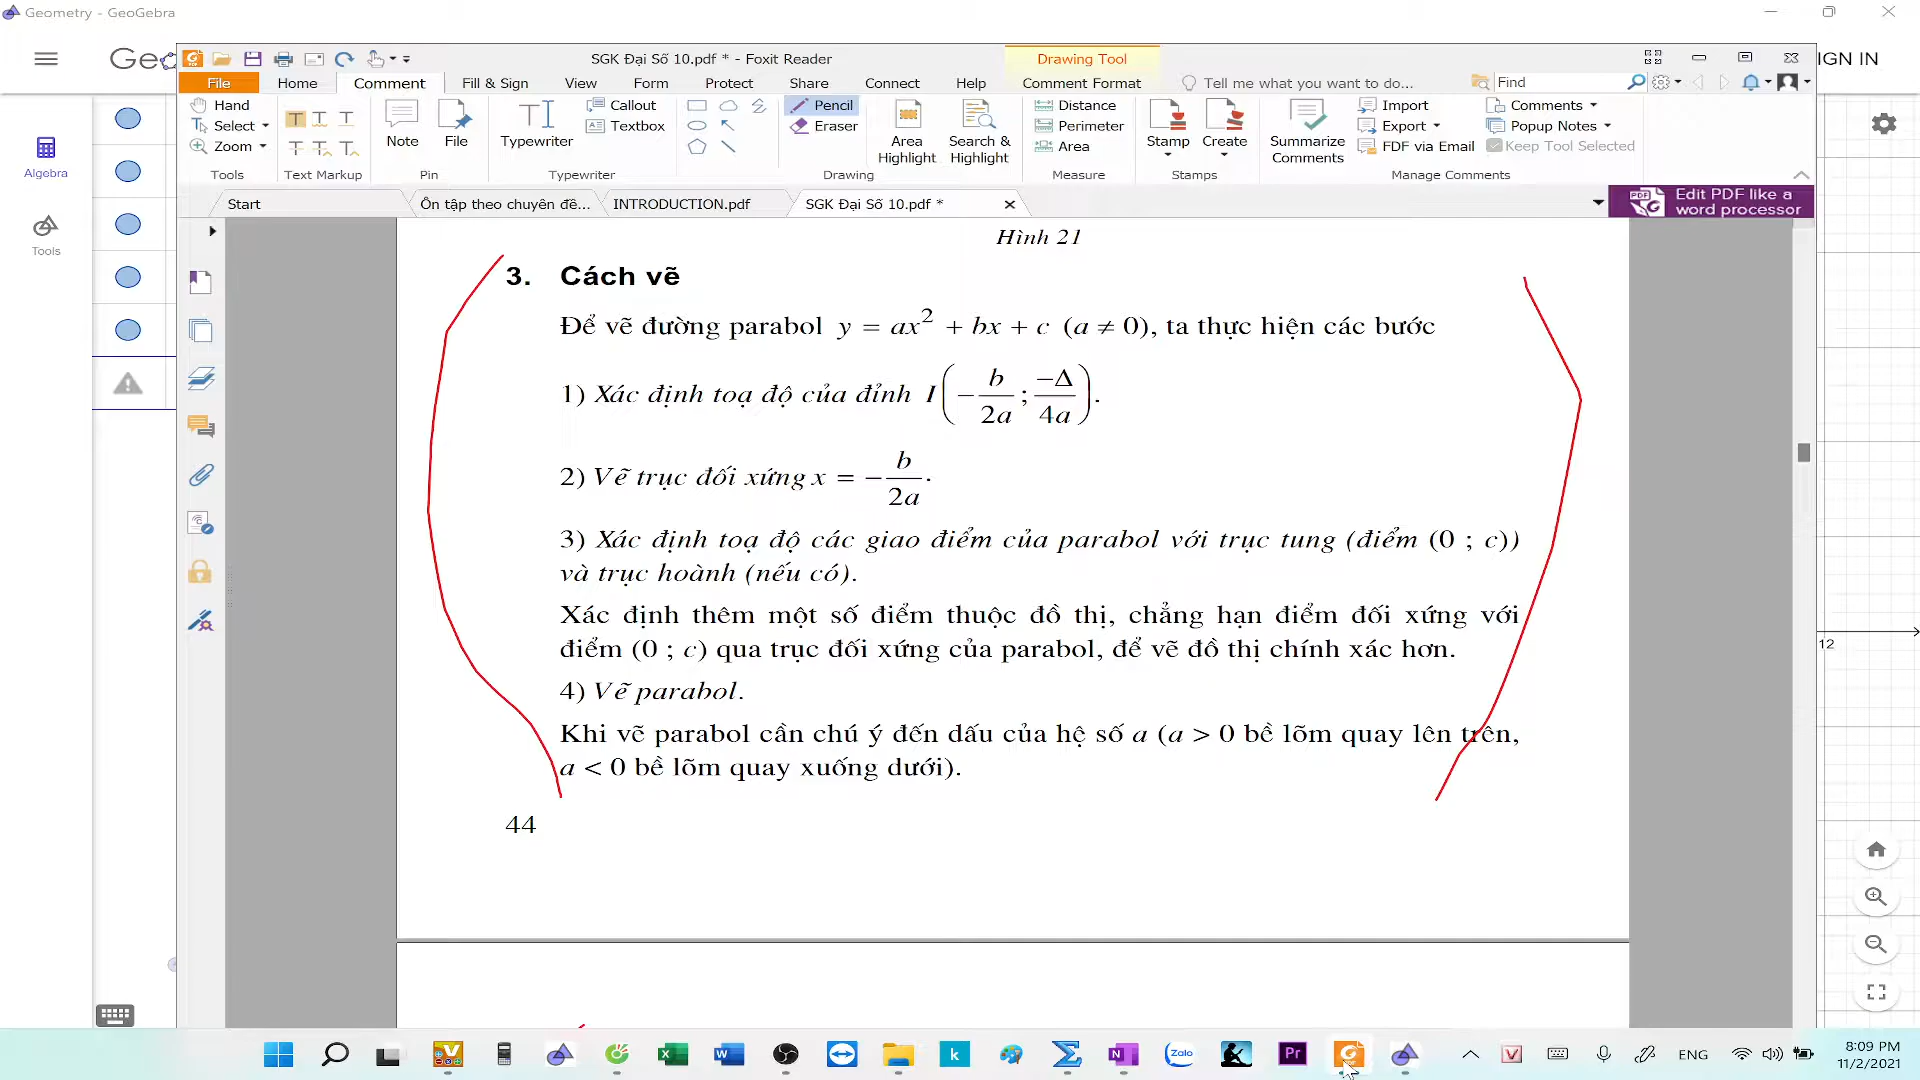 Geometry - GeoGebra
Geo
SIGN IN
SGK Đại Số 10.pdf * - Foxit Reader
Drawing Tool
File
Home
Comment
Fill & Sign
View
Form
Protect
Share
Connect
Help
Comment Format
Tell me what you want to do...
Find
Hand
Select
Zoom
Tools
Text Markup
Note
File
Pin
Typewriter
Callout
Textbox
Typewriter
Pencil
Eraser
Area Highlight
Search & Highlight
Drawing
Distance
Perimeter
Area
Measure
Stamp
Create
Stamps
Summarize Comments
Import
Export
FDF via Email
Comments
Popup Notes
Keep Tool Selected
Manage Comments
Start
Ôn tập theo chuyên đề...
INTRODUCTION.pdf
SGK Đại Số 10.pdf *
Edit PDF like a
word processor
Algebra
Tools
Hình 21
3. Cách vẽ
Để vẽ đường parabol y = ax² + bx + c (a ≠ 0), ta thực hiện các bước
1) Xác định toạ độ của đỉnh I(−b/2a ; −Δ/4a).
2) Vẽ trục đối xứng x = −b/2a.
3) Xác định toạ độ các giao điểm của parabol với trục tung (điểm (0 ; c))
và trục hoành (nếu có).
Xác định thêm một số điểm thuộc đồ thị, chẳng hạn điểm đối xứng với
điểm (0 ; c) qua trục đối xứng của parabol, để vẽ đồ thị chính xác hơn.
4) Vẽ parabol.
Khi vẽ parabol cần chú ý đến dấu của hệ số a (a > 0 bề lõm quay lên trên,
a < 0 bề lõm quay xuống dưới).
44
12
Zalo
Pr
ENG
8:09 PM
11/2/2021